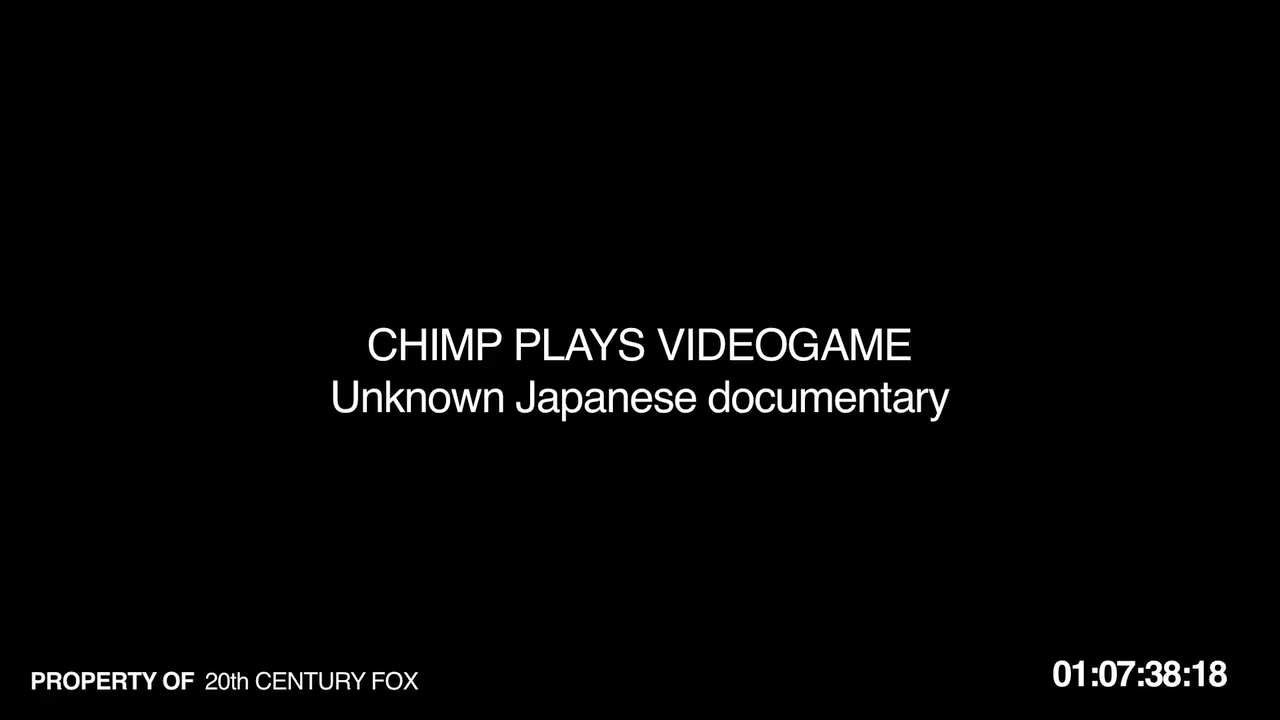 CHIMP PLAYS VIDEOGAME
Unknown Japanese documentary
PROPERTY OF 20th CENTURY FOX
01:07:38:18